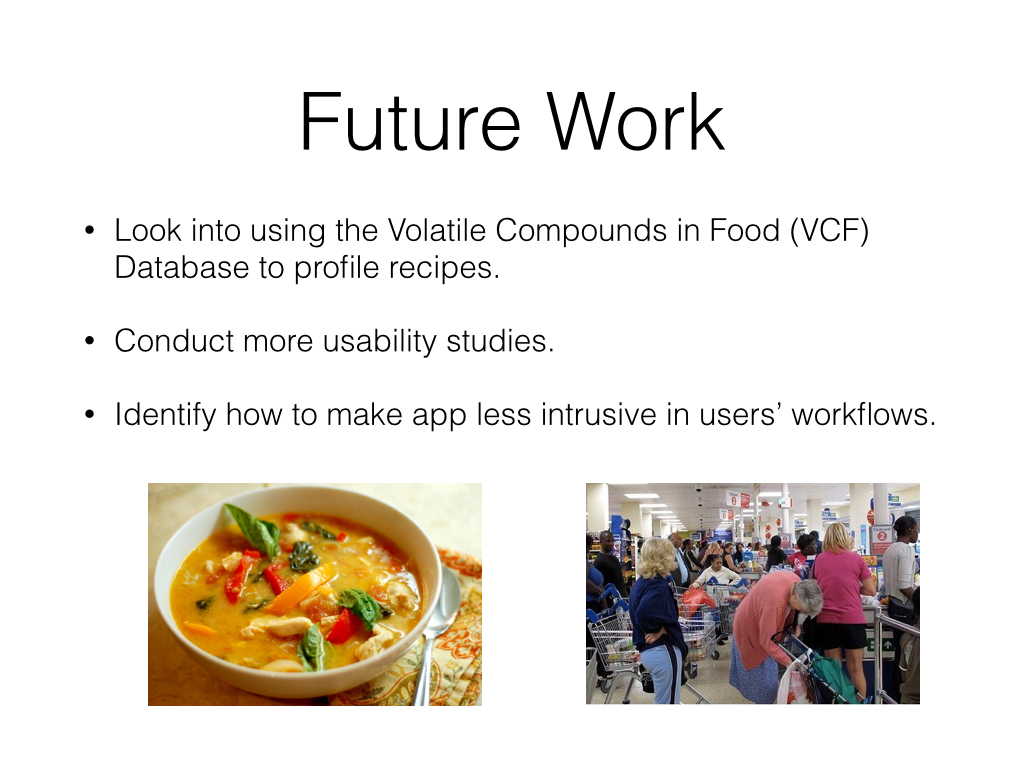 Future Work
• Look into using the Volatile Compounds in Food (VCF)
Database to profile recipes.
• Conduct more usability studies.
• Identify how to make app less intrusive in users’ workflows.